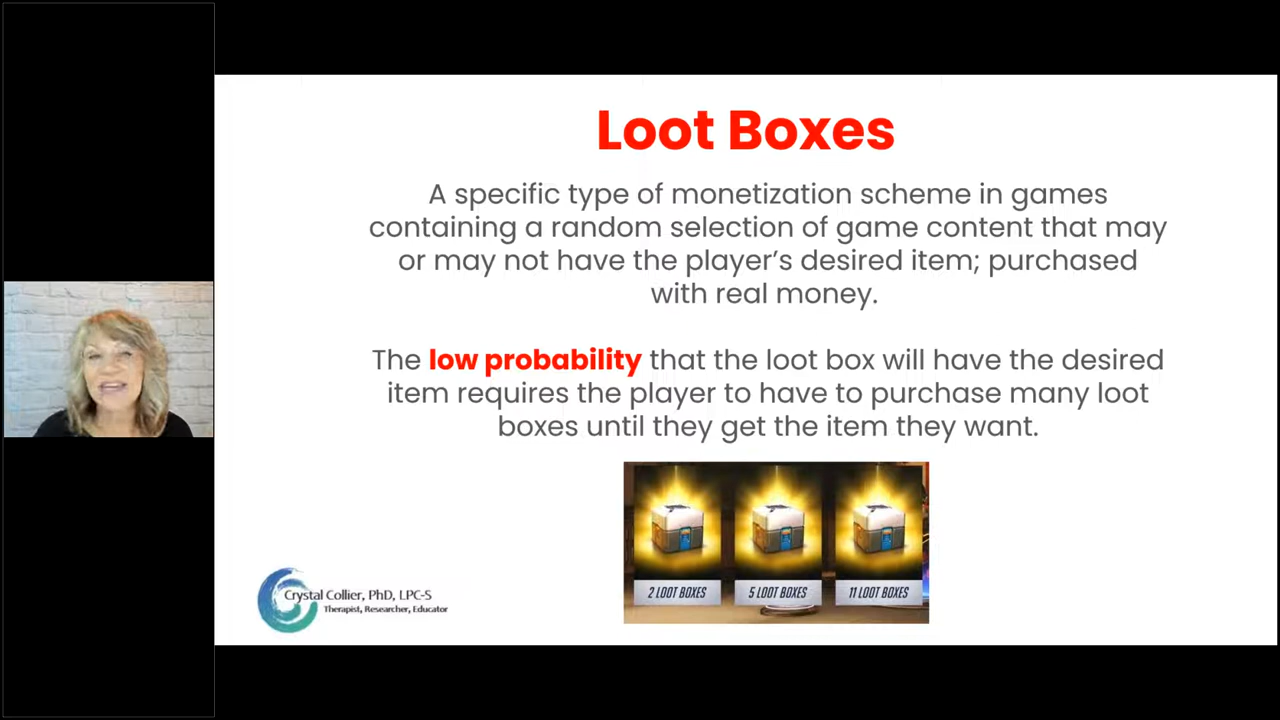 Loot Boxes
A specific type of monetization scheme in games
containing a random selection of game content that may
or may not have the player’s desired item; purchased
with real money.
The low probability that the loot box will have the desired
item requires the player to have to purchase many loot
boxes until they get the item they want.
2 LOOT BOXES
5 LOOT BOXES
11 LOOT BOXES
Crystal Collier, PhD, LPC-S
Therapist, Researcher, Educator